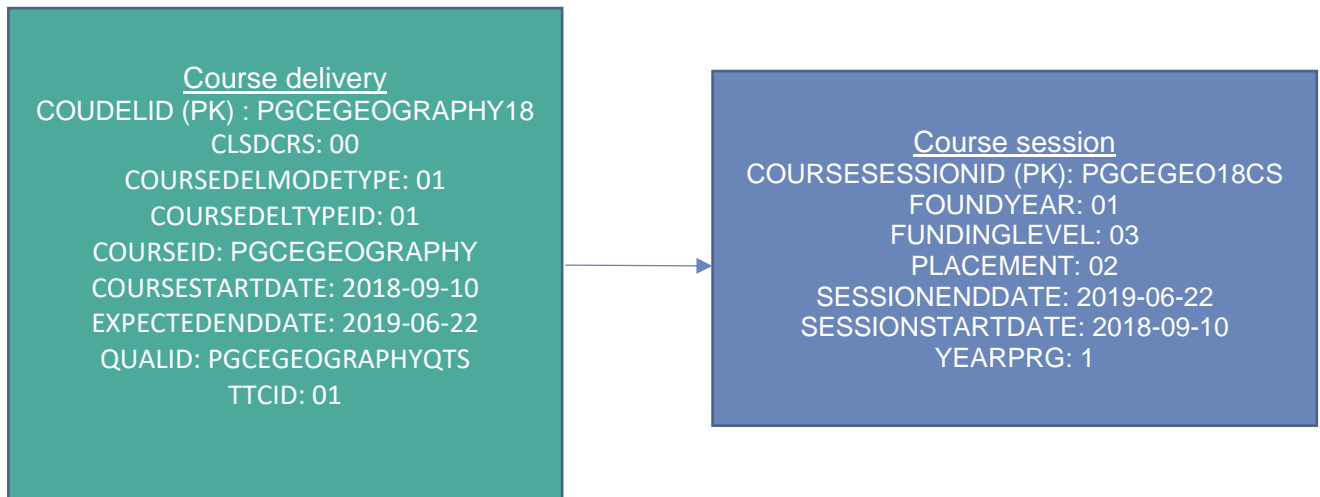 Course delivery
COUDELID (PK) : PGCEGEOGRAPHY18
CLSDCRS: 00
COURSEDELMODETYPE: 01
COURSEDELTYPEID: 01
COURSEID: PGCEGEOGRAPHY
COURSESTARTDATE: 2018-09-10
EXPECTEDENDDATE: 2019-06-22
QUALID: PGCEGEOGRAPHYQTS
TTCID: 01
Course session
COURSESESSIONID (PK): PGCEGEO18CS
FOUNDYEAR: 01
FUNDINGLEVEL: 03
PLACEMENT: 02
SESSIONENDDATE: 2019-06-22
SESSIONSTARTDATE: 2018-09-10
YEARPRG: 1